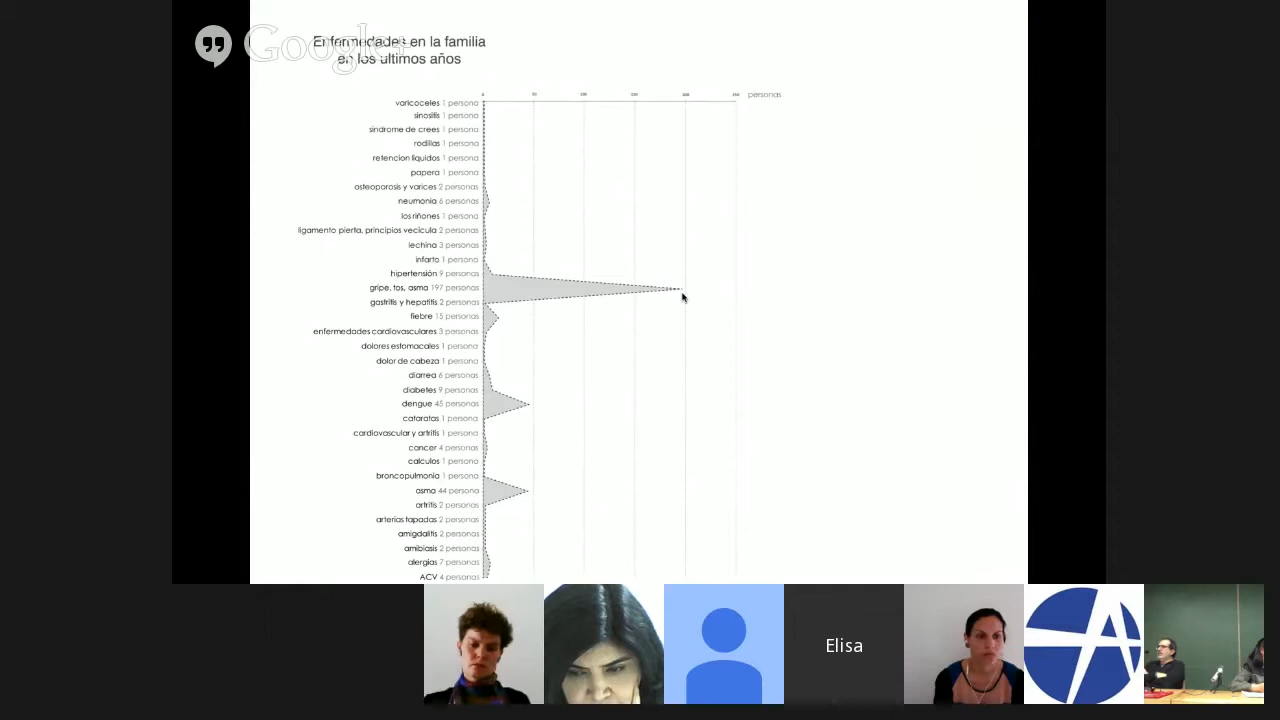 Google+
Enfermedades en la familia
en los ultimos años
0 50 100 150 200 250 personas
varicoceles 1 persona
sinositis 1 persona
sindrome de crees 1 persona
rodillas 1 persona
retencion liquidos 1 persona
papera 1 persona
osteoporosis y varices 2 personas
neumonia 6 personas
los riñones 1 persona
ligamento pierta, principios vecicula 2 personas
lechina 3 personas
infarto 1 persona
hipertensión 9 personas
gripe, tos, asma 197 personas
gastritis y hepatitis 2 personas
fiebre 15 personas
enfermedades cardiovasculares 3 personas
dolores estomacales 1 persona
dolor de cabeza 1 persona
diarrea 6 personas
diabetes 9 personas
dengue 45 personas
cataratas 1 persona
cardiovascular y artritis 1 persona
cancer 4 personas
calculos 1 persona
broncopulmonia 1 persona
asma 44 persona
artritis 2 personas
arterias tapadas 2 personas
amigdalitis 2 personas
amibiasis 2 personas
alergias 7 personas
ACV 4 personas
Elisa